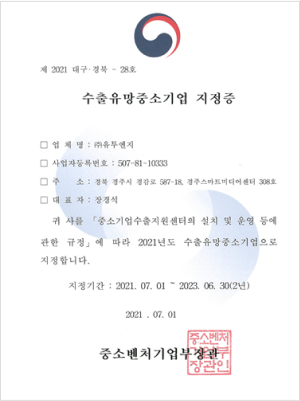 제 2021 대구·경북 - 28호
수출유망중소기업 지정증
□ 업 체 명 : ㈜유투앤지
□ 사업자등록번호 : 507-81-10333
□ 주 소 : 경북 경주시 경감로 587-18, 경주스마트미디어센터 308호
□ 대 표 자 : 장경석
귀 사를 「중소기업수출지원센터의 설치 및 운영 등에
관한 규정」에 따라 2021년도 수출유망중소기업으로
지정합니다.
지정기간 : 2021. 07. 01 ~ 2023. 06. 30(2년)
2021 . 07. 01
중소벤처기업부장관
중소벤처
기업부
장관인